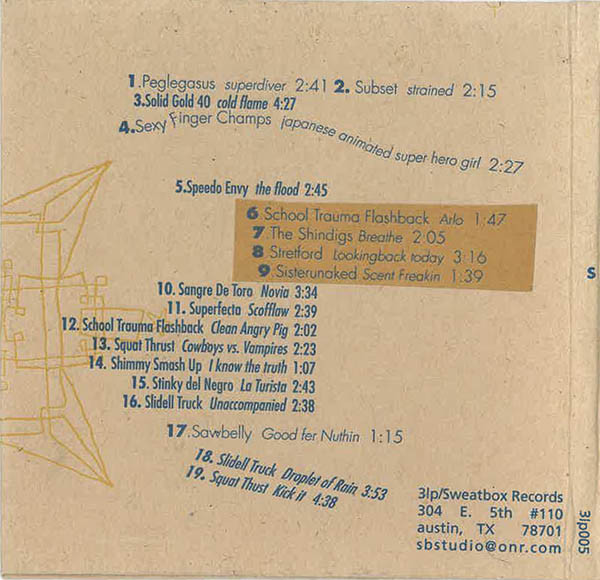 1.Peglegasus superdiver 2:41 2. Subset strained 2:15
3.Solid Gold 40 cold flame 4:27
4.Sexy Finger Champs japanese animated super hero girl 2:27
5.Speedo Envy the flood 2:45
6.School Trauma Flashback Arlo 1:47
7.The Shindigs Breathe 2:05
8.Stretford Lookingback today 3:16
9.Sisterunaked Scent Freakin 1:39
10. Sangre De Toro Novia 3:34
11. Superfecta Scofflaw 2:39
12.School Trauma Flashback Clean Angry Pig 2:02
13. Squat Thrust Cowboys vs. Vampires 2:23
14. Shimmy Smash Up I know the truth 1:07
15. Stinky del Negro La Turista 2:43
16. Slidell Truck Unaccompanied 2:38
17.Sawbelly Good fer Nuthin 1:15
18. Slidell Truck Droplet of Rain 3:53
19. Squat Thust Kick it 4:38
3lp/Sweatbox Records
304 E. 5th #110
austin, TX 78701
sbstudio@onr.com
S
3lp005